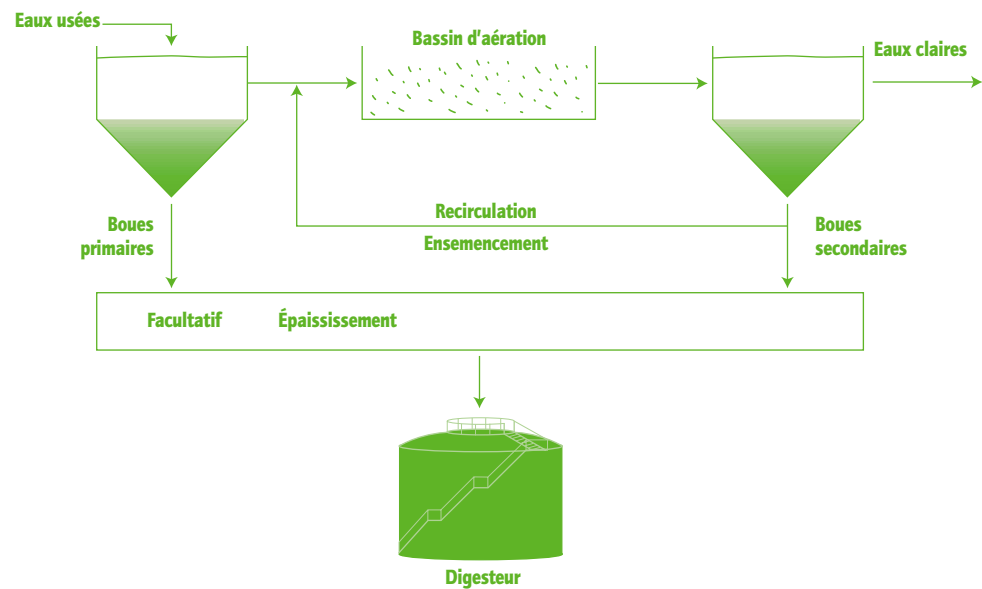 Eaux usées
Bassin d'aération
Eaux claires
Recirculation
Ensemencement
Boues
primaires
Boues
secondaires
Facultatif Épaississement
Digesteur